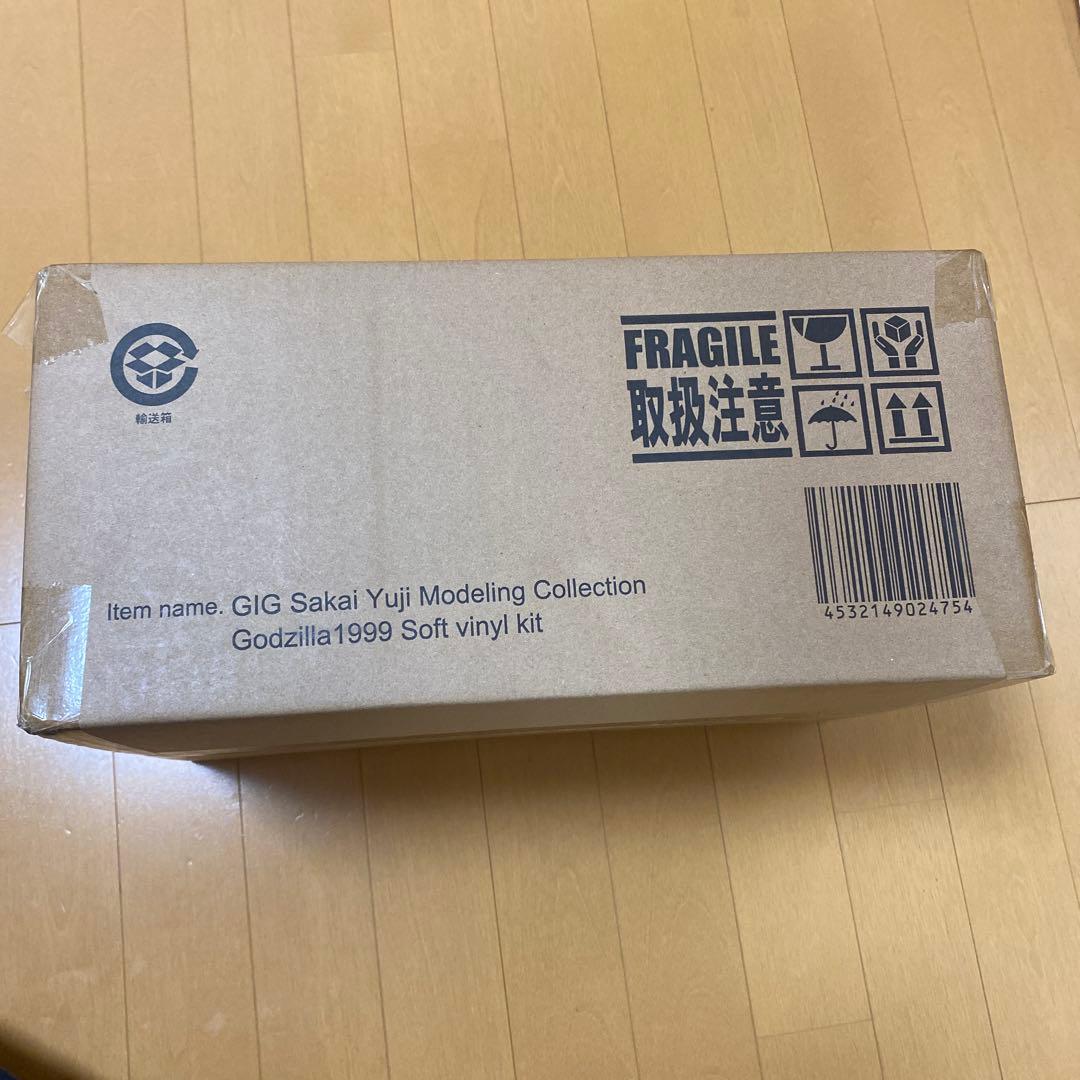 輸送箱
FRAGILE
取扱注意
4532149024754
Item name. GIG Sakai Yuji Modeling Collection
Godzilla1999 Soft vinyl kit